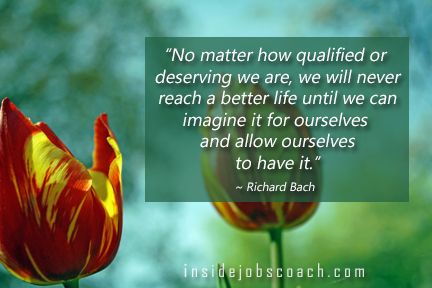 “No matter how qualified or
deserving we are, we will never
reach a better life until we can
imagine it for ourselves
and allow ourselves
to have it.”
~ Richard Bach
insidejobscoach.com